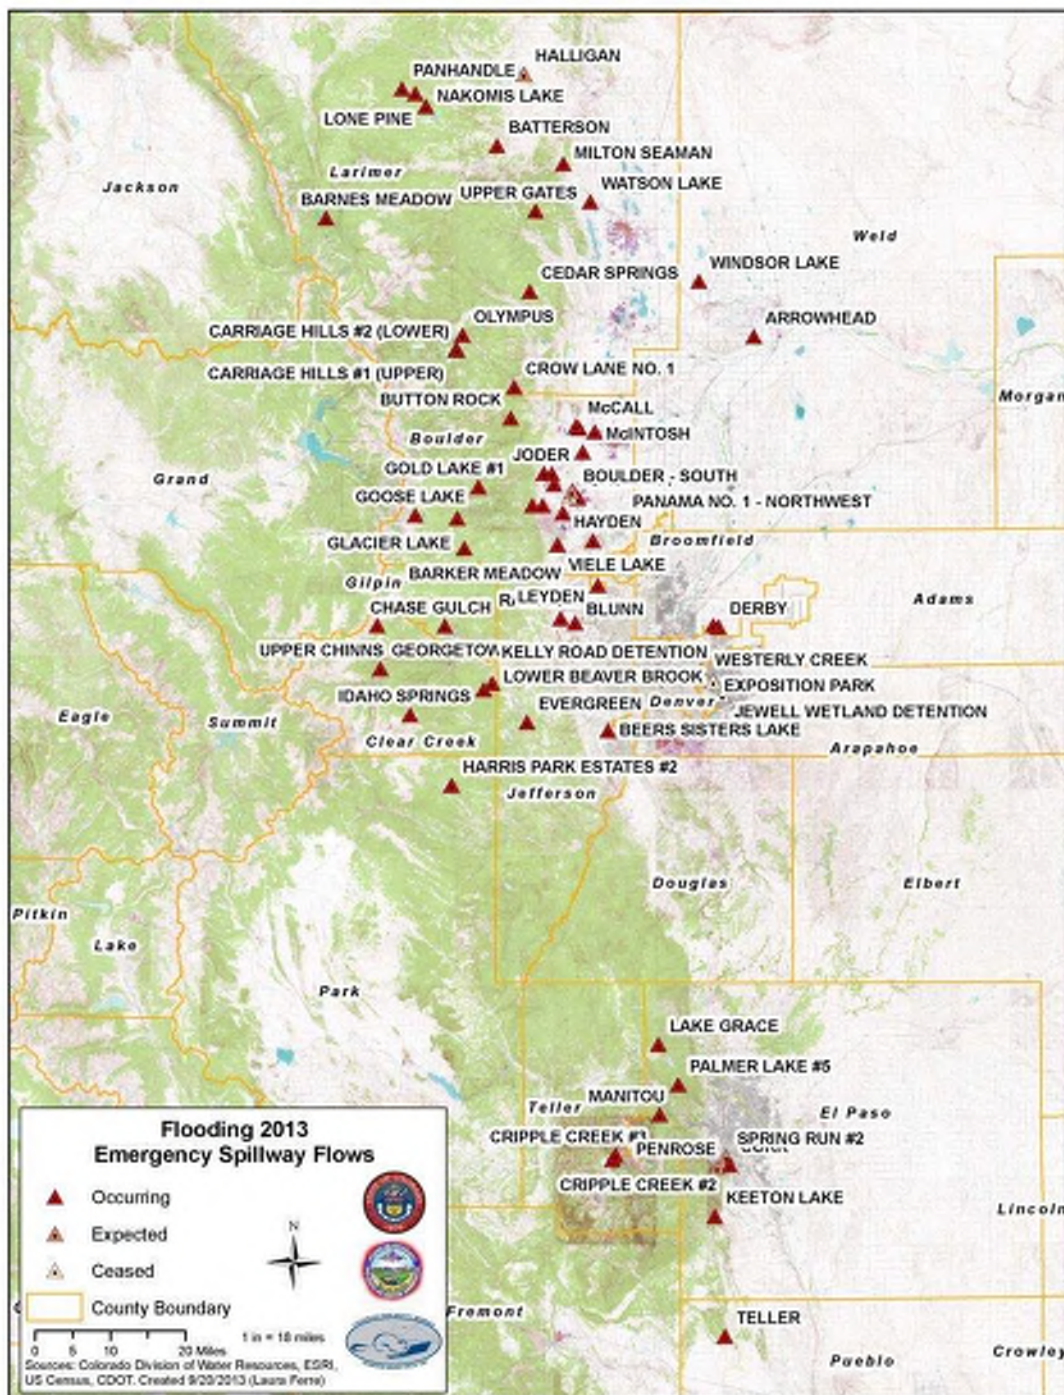 HALLIGAN
PANHANDLE
NAKOMIS LAKE
LONE PINE
BATTERSON
MILTON SEAMAN
Larimer
Jackson
WATSON LAKE
UPPER GATES
BARNES MEADOW
Weld
WINDSOR LAKE
CEDAR SPRINGS
OLYMPUS
ARROWHEAD
CARRIAGE HILLS #2 (LOWER)
CARRIAGE HILLS #1 (UPPER)
CROW LANE NO. 1
Morgan
BUTTON ROCK
McCALL
McINTOSH
Boulder
JODER
GOLD LAKE #1
BOULDER - SOUTH
Grand
GOOSE LAKE
PANAMA NO. 1 - NORTHWEST
HAYDEN
Broomfield
GLACIER LAKE
VIELE LAKE
BARKER MEADOW
Gilpin
LEYDEN
Adams
CHASE GULCH
BLUNN
DERBY
UPPER CHINNS
GEORGETOW
KELLY ROAD DETENTION
WESTERLY CREEK
LOWER BEAVER BROOK
EXPOSITION PARK
IDAHO SPRINGS
EVERGREEN
Denver
JEWELL WETLAND DETENTION
Eagle
Summit
BEERS SISTERS LAKE
Clear Creek
Arapahoe
HARRIS PARK ESTATES #2
Jefferson
Douglas
Elbert
Pitkin
Lake
Park
LAKE GRACE
PALMER LAKE #5
MANITOU
Teller
El Paso
CRIPPLE CREEK #3
SPRING RUN #2
PENROSE
CRIPPLE CREEK #2
KEETON LAKE
Lincoln
Fremont
TELLER
Pueblo
Crowley
Flooding 2013
Emergency Spillway Flows
Occurring
Expected
Ceased
County Boundary
N
0 5 10 20 Miles
1 in = 18 miles
Sources: Colorado Division of Water Resources, ESRI,
US Census, CDOT. Created 9/20/2013 (Laura Ferre)